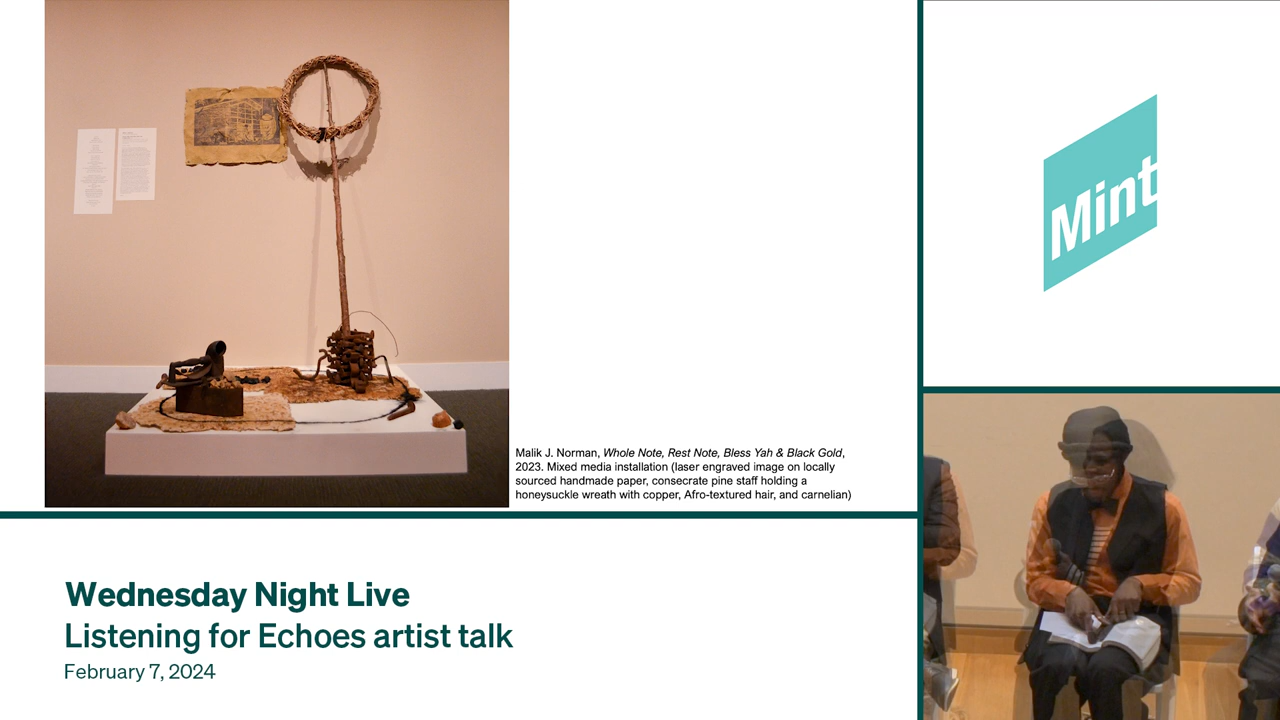 Mint
Malik J. Norman, Whole Note, Rest Note, Bless Yah & Black Gold,
2023. Mixed media installation (laser engraved image on locally
sourced handmade paper, consecrate pine staff holding a
honeysuckle wreath with copper, Afro-textured hair, and carnelian)
Wednesday Night Live
Listening for Echoes artist talk
February 7, 2024